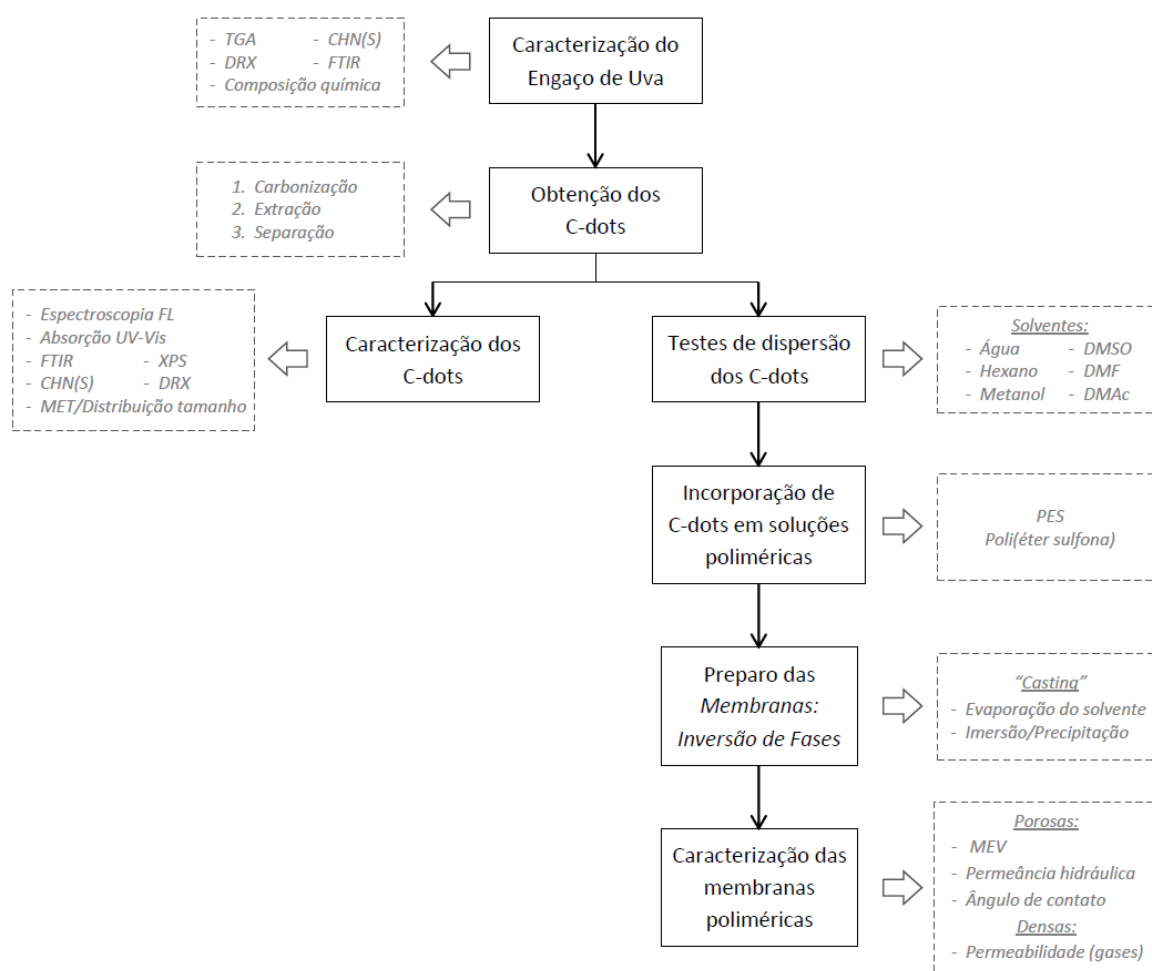 - TGA - CHN(S)
- DRX - FTIR
- Composição química
Caracterização do
Engaço de Uva
1. Carbonização
2. Extração
3. Separação
Obtenção dos
C-dots
- Espectroscopia FL
- Absorção UV-Vis
- FTIR - XPS
- CHN(S) - DRX
- MET/Distribuição tamanho
Caracterização dos
C-dots
Testes de dispersão
dos C-dots
Solventes:
- Água - DMSO
- Hexano - DMF
- Metanol - DMAc
Incorporação de
C-dots em soluções
poliméricas
PES
Poli(éter sulfona)
Preparo das
Membranas:
Inversão de Fases
"Casting"
- Evaporação do solvente
- Imersão/Precipitação
Caracterização das
membranas
poliméricas
Porosas:
- MEV
- Permeância hidráulica
- Ângulo de contato
Densas:
- Permeabilidade (gases)